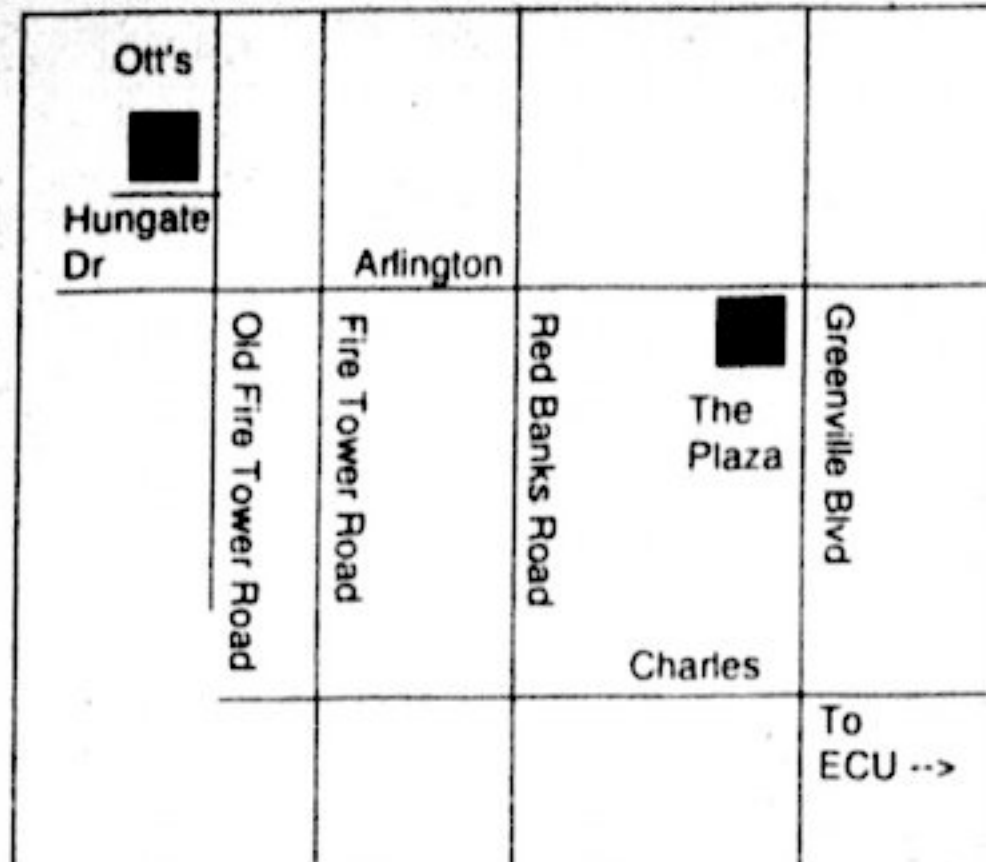 Ott's
Hungate
Dr
Arlington
Old Fire Tower Road
Fire Tower Road
Red Banks Road
The
Plaza
Greenville Blvd
Charles
To
ECU -->